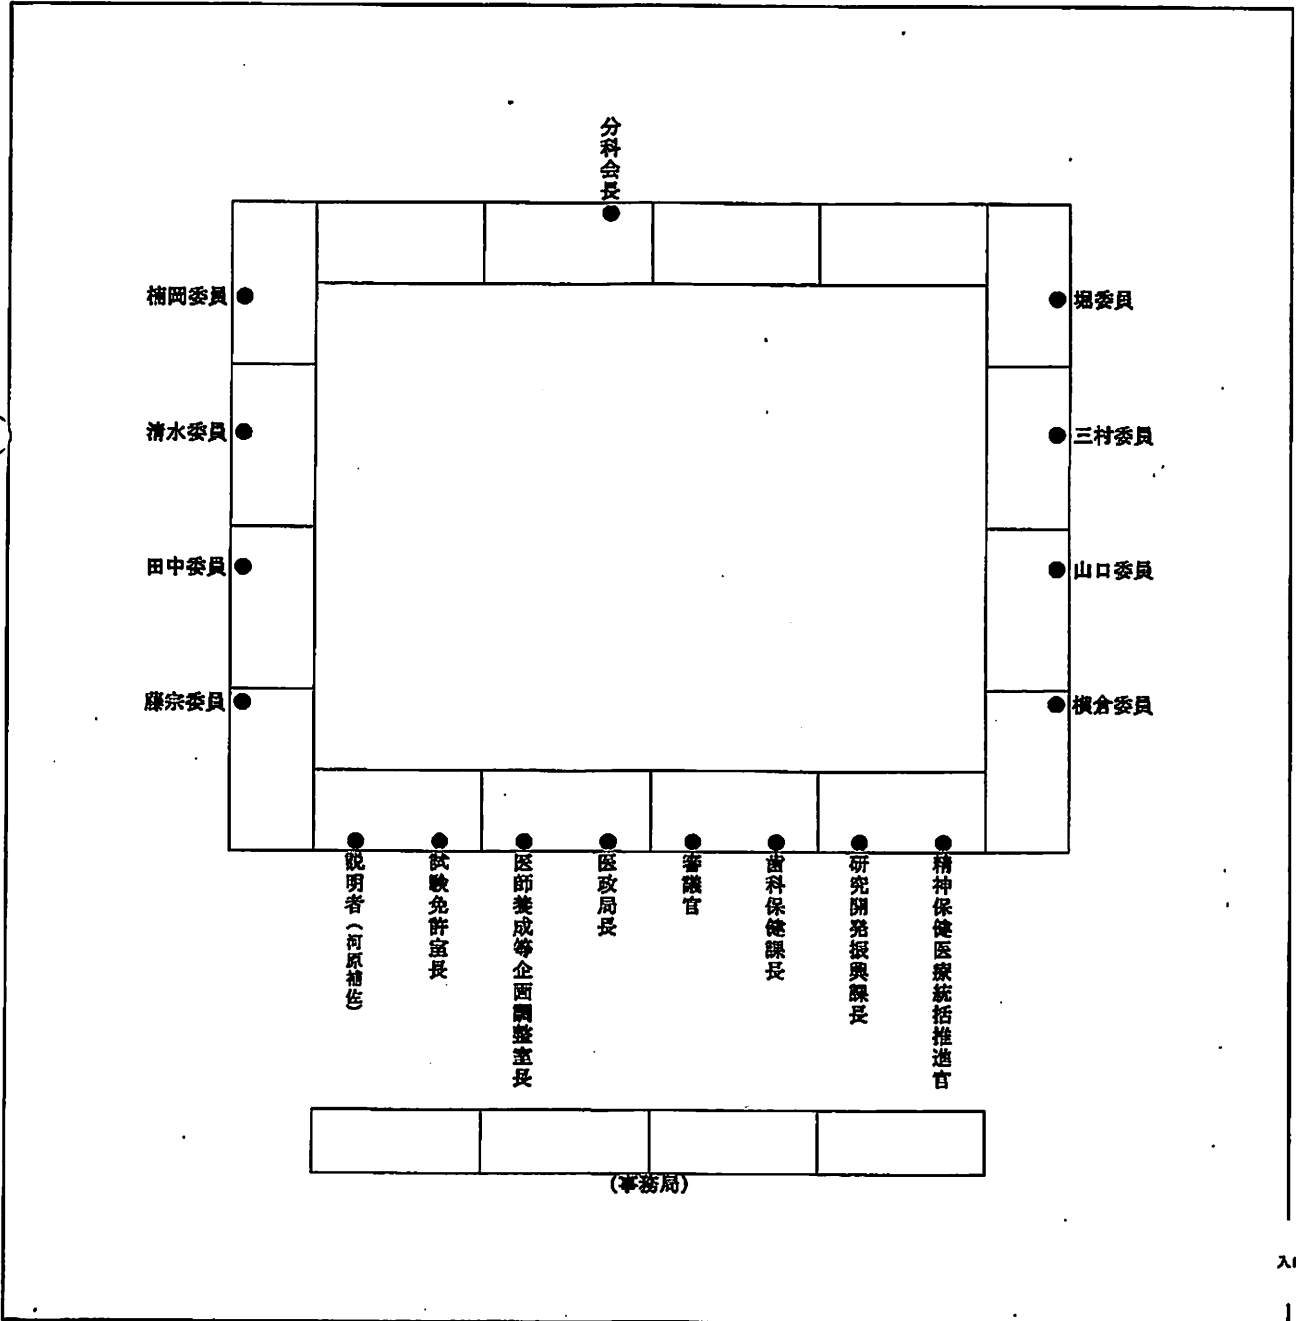 分科会長
楠岡委員
堀委員
清水委員
三村委員
田中委員
山口委員
藤宗委員
横倉委員
説明者(河原補佐)
試験免許室長
医師養成等企画調整室長
医政局長
審議官
歯科保健課長
研究開発振興課長
精神保健医療統括推進官
(事務局)
入